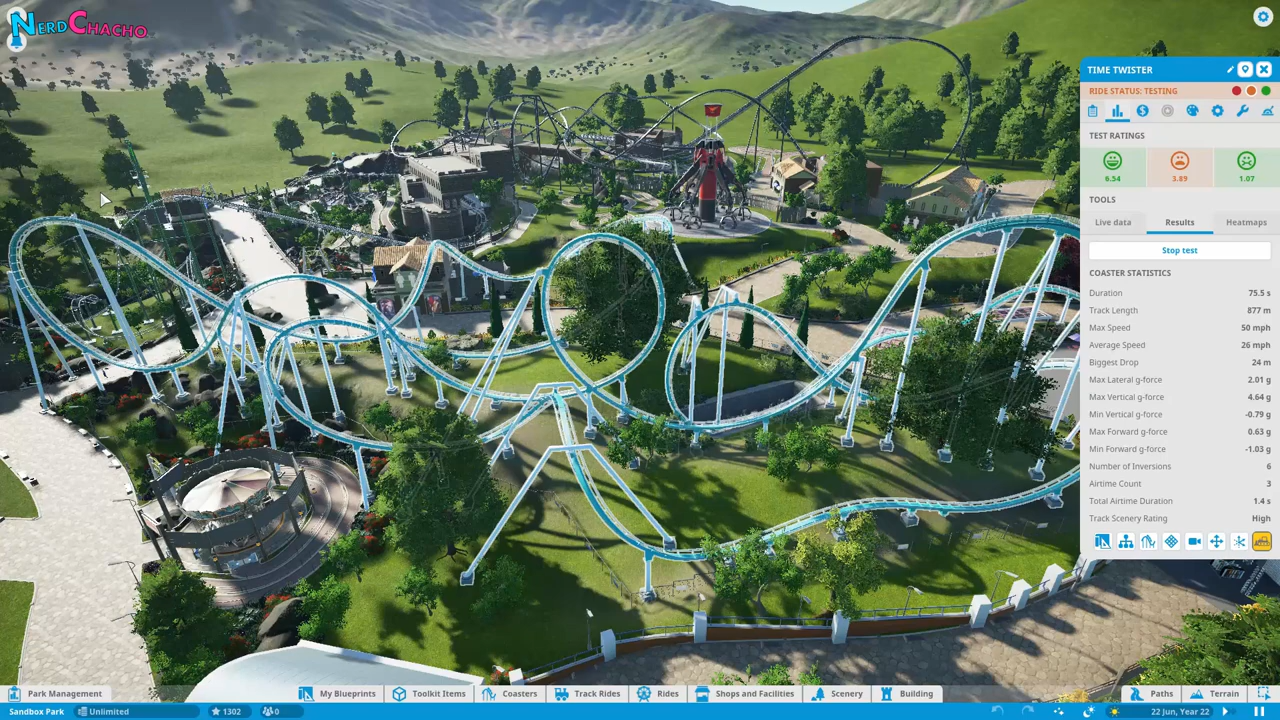 NERDCHACHO
TIME TWISTER
RIDE STATUS: TESTING
TEST RATINGS
6.54 3.89 1.07
TOOLS
Live data Results Heatmaps
Stop test
COASTER STATISTICS
Duration 75.5 s
Track Length 877 m
Max Speed 50 mph
Average Speed 26 mph
Biggest Drop 24 m
Max Lateral g-force 2.01 g
Max Vertical g-force 4.64 g
Min Vertical g-force -0.79 g
Max Forward g-force 0.63 g
Min Forward g-force -1.03 g
Number of Inversions 6
Airtime Count 3
Total Airtime Duration 1.4 s
Track Scenery Rating High
Park Management My Blueprints Toolkit Items Coasters Track Rides Rides Shops and Facilities Scenery Building Paths Terrain
Sandbox Park Unlimited 1302 0 22 Jun, Year 22